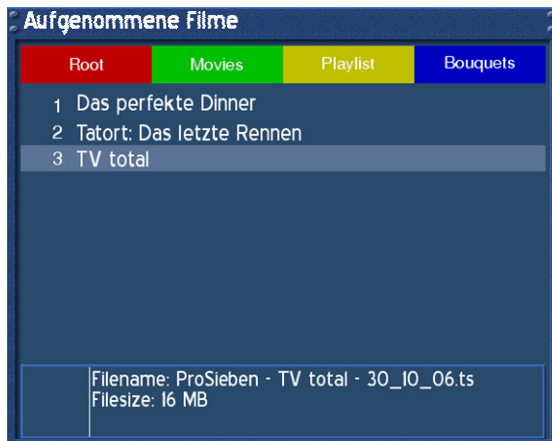 Aufgenommene Filme
Root Movies Playlist Bouquets
1 Das perfekte Dinner
2 Tatort: Das letzte Rennen
3 TV total
Filename: ProSieben - TV total - 30_10_06.ts
Filesize: 16 MB